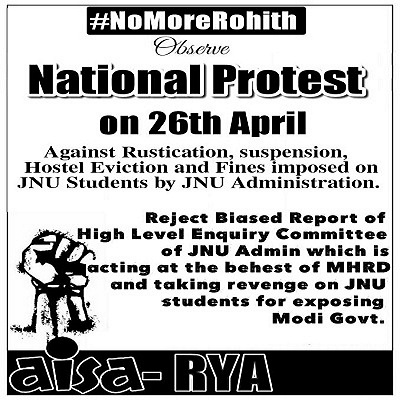 #NoMoreRohith
Observe
National Protest
on 26th April
Against Rustication, suspension,
Hostel Eviction and Fines imposed on
JNU Students by JNU Administration.
Reject Biased Report of
High Level Enquiry Committee
of JNU Admin which is
acting at the behest of MHRD
and taking revenge on JNU
students for exposing
Modi Govt.
aisa- RYA